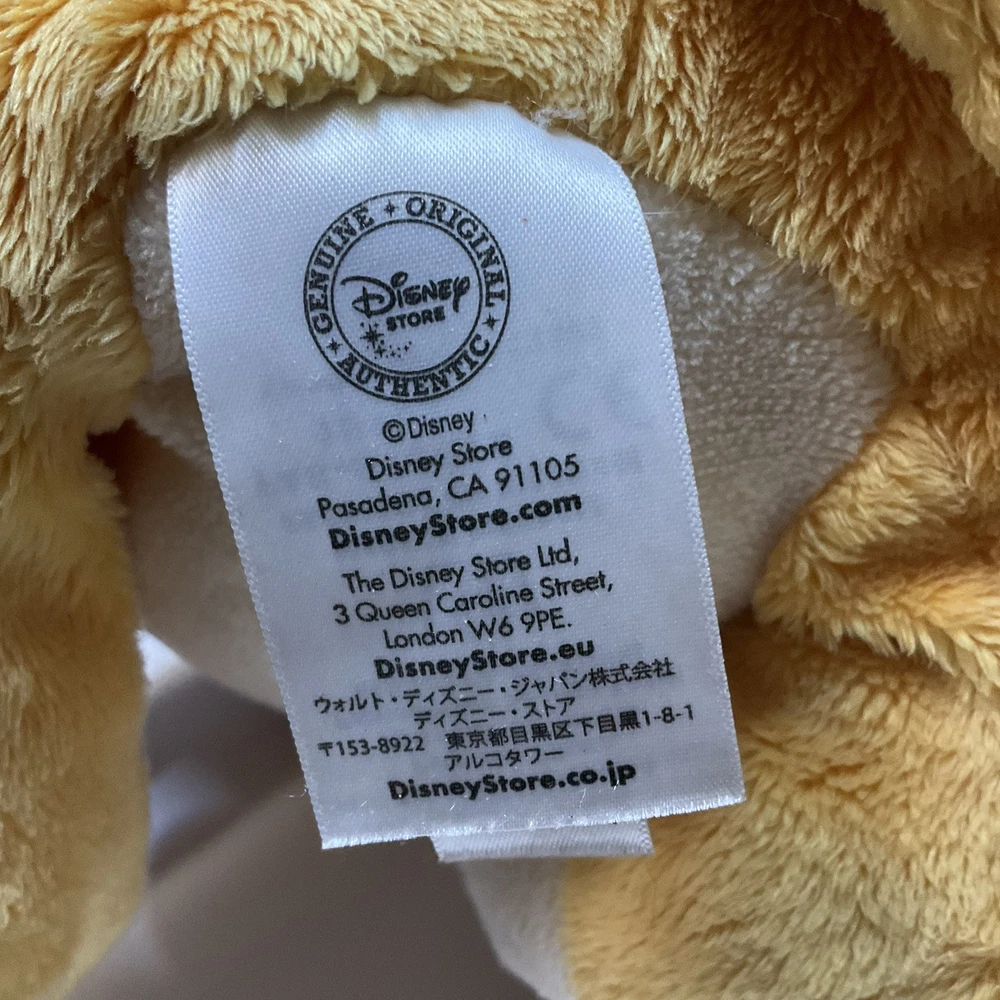 GENUINE ORIGINAL
AUTHENTIC
Disney
STORE
©Disney
Disney Store
Pasadena, CA 91105
DisneyStore.com
The Disney Store Ltd,
3 Queen Caroline Street,
London W6 9PE.
DisneyStore.eu
ウォルト・ディズニー・ジャパン株式会社
ディズニー・ストア
〒153-8922 東京都目黒区下目黒1-8-1
アルコタワー
DisneyStore.co.jp